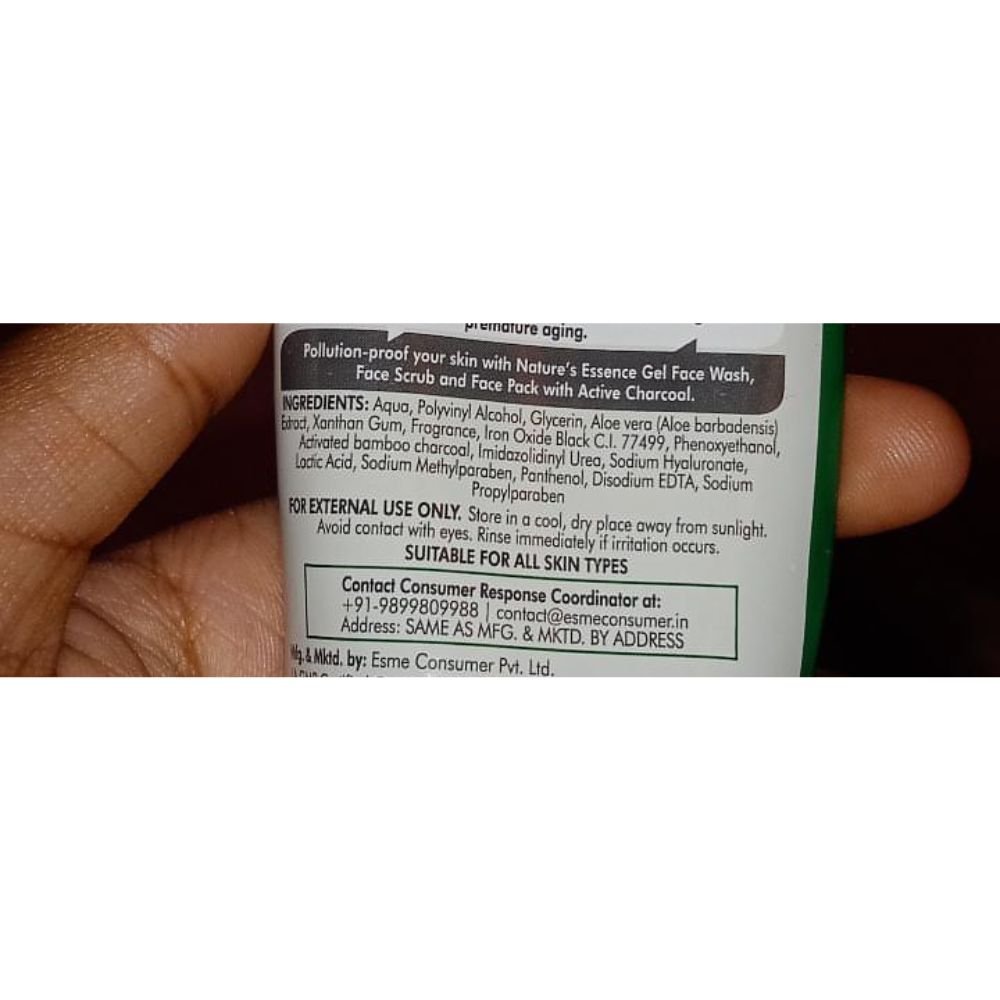 premature aging.
Pollution-proof your skin with Nature's Essence Gel Face Wash,
Face Scrub and Face Pack with Active Charcoal.
INGREDIENTS: Aqua, Polyvinyl Alcohol, Glycerin, Aloe vera (Aloe barbadensis)
Extract, Xanthan Gum, Fragrance, Iron Oxide Black C.I. 77499, Phenoxyethanol,
Activated bamboo charcoal, Imidazolidinyl Urea, Sodium Hyaluronate,
Lactic Acid, Sodium Methylparaben, Panthenol, Disodium EDTA, Sodium
Propylparaben
FOR EXTERNAL USE ONLY. Store in a cool, dry place away from sunlight.
Avoid contact with eyes. Rinse immediately if irritation occurs.
SUITABLE FOR ALL SKIN TYPES
Contact Consumer Response Coordinator at:
+91-9899809988 | contact@esmeconsumer.in
Address: SAME AS MFG. & MKTD. BY ADDRESS
Mfg. & Mktd. by: Esme Consumer Pvt. Ltd.